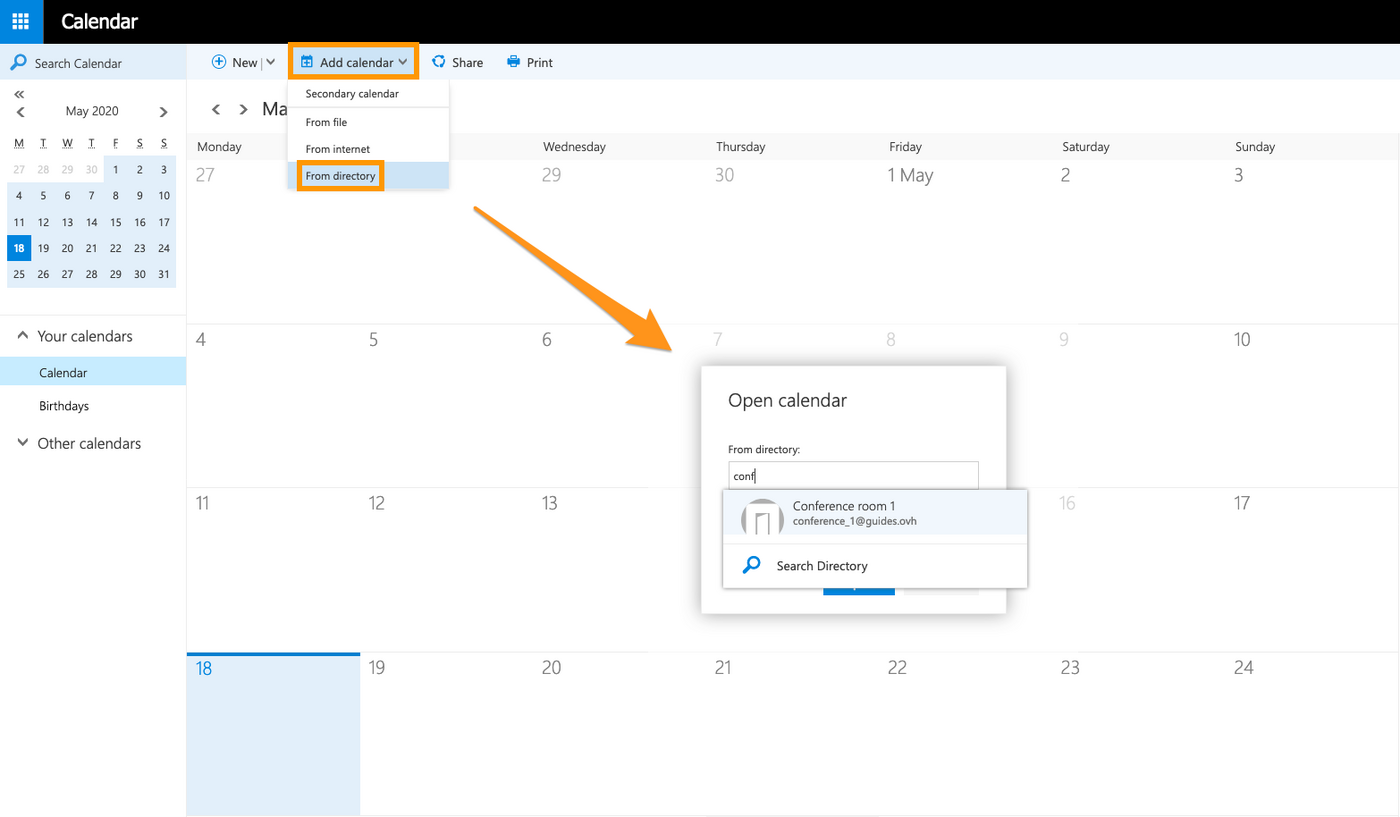 Calendar
Search Calendar
New
Add calendar
Share
Print
Secondary calendar
From file
From internet
From directory
May 2020
M T W T F S S
27 28 29 30 1 2 3
4 5 6 7 8 9 10
11 12 13 14 15 16 17
18 19 20 21 22 23 24
25 26 27 28 29 30 31
Your calendars
Calendar
Birthdays
Other calendars
Ma
Monday Wednesday Thursday Friday Saturday Sunday
27 29 30 1 May 2 3
4 5 6 7 8 9 10
Open calendar
From directory:
conf
Conference room 1
conference_1@guides.ovh
Search Directory
11 12 13 16 17
18 19 20 21 22 23 24